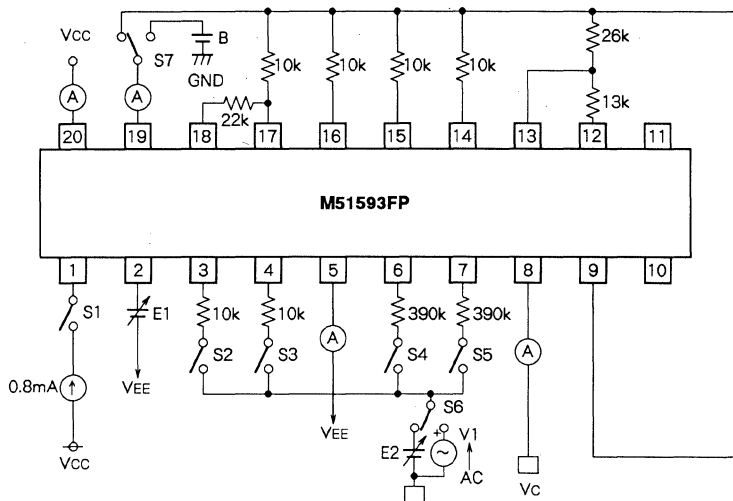 VCC
S7
B
GND
10k
10k
10k
10k
26k
13k
22k
A
A
20
19
18
17
16
15
14
13
12
11
M51593FP
1
2
3
4
5
6
7
8
9
10
S1
E1
10k
10k
390k
390k
A
A
S2
S3
S4
S5
0.8mA
VEE
VEE
VCC
S6
E2
+
V1
AC
VC